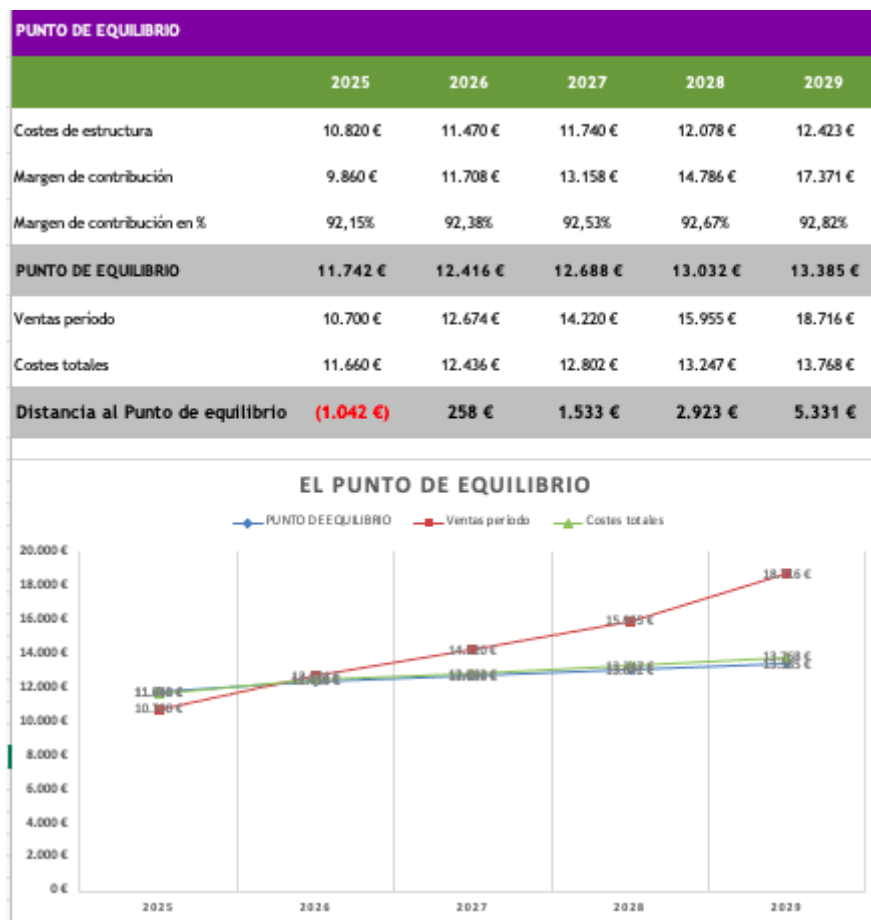 PUNTO DE EQUILIBRIO
2025 2026 2027 2028 2029
Costes de estructura 10.820 € 11.470 € 11.740 € 12.078 € 12.423 €
Margen de contribución 9.860 € 11.708 € 13.158 € 14.786 € 17.371 €
Margen de contribución en % 92,15% 92,38% 92,53% 92,67% 92,82%
PUNTO DE EQUILIBRIO 11.742 € 12.416 € 12.688 € 13.032 € 13.385 €
Ventas período 10.700 € 12.674 € 14.220 € 15.955 € 18.716 €
Costes totales 11.660 € 12.436 € 12.802 € 13.247 € 13.768 €
Distancia al Punto de equilibrio (1.042 €) 258 € 1.533 € 2.923 € 5.331 €
EL PUNTO DE EQUILIBRIO
PUNTO DE EQUILIBRIO Ventas período Costes totales
20.000 €
18.000 €
16.000 €
14.000 €
12.000 €
10.000 €
8.000 €
6.000 €
4.000 €
2.000 €
0 €
2025 2026 2027 2028 2029